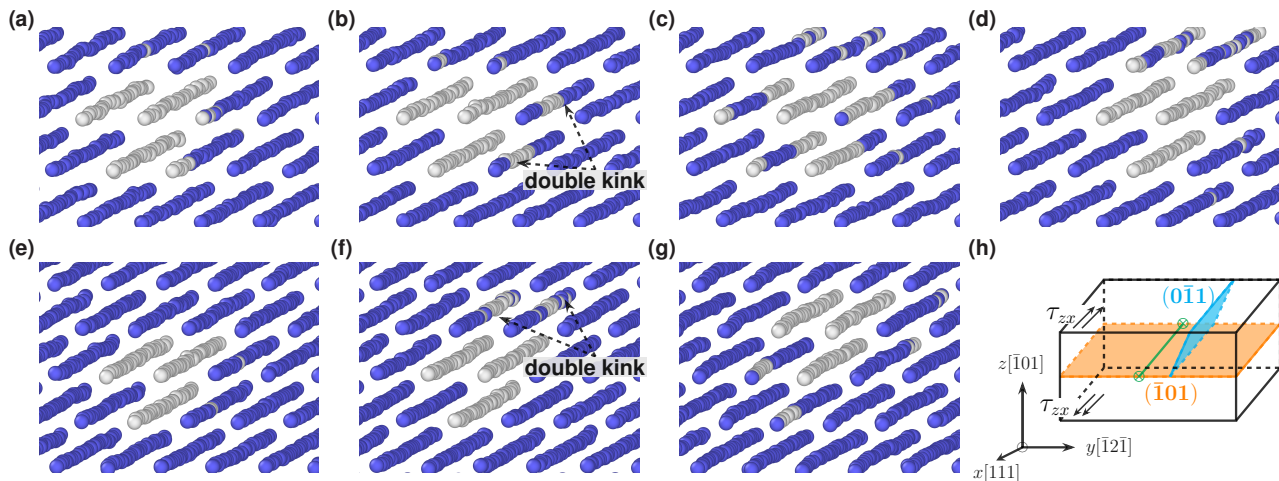 (a)
(b)
double kink
(c)
(d)
(e)
(f)
double kink
(g)
(h)
(01̄1)
τzx
z[1̄01]
(1̄01)
τzx
y[1̄21̄]
x[111]